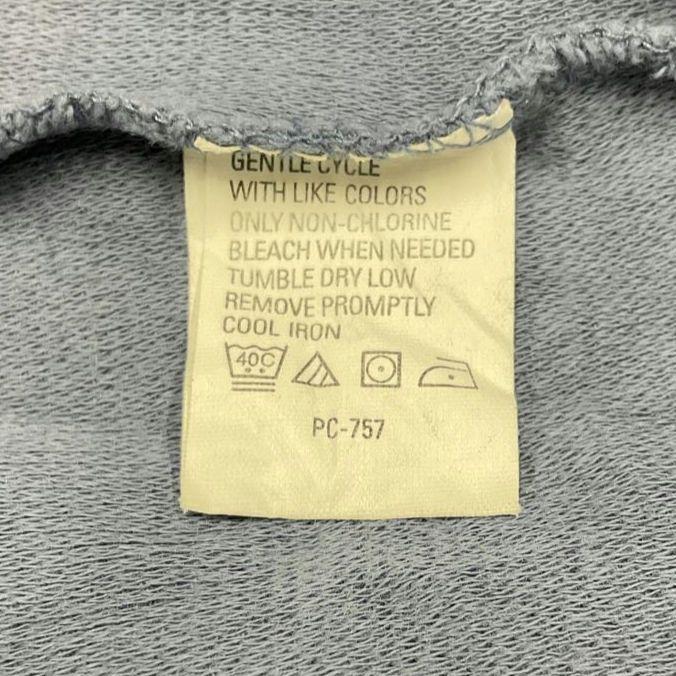 GENTLE CYCLE
WITH LIKE COLORS
ONLY NON-CHLORINE
BLEACH WHEN NEEDED
TUMBLE DRY LOW
REMOVE PROMPTLY
COOL IRON
40C
PC-757